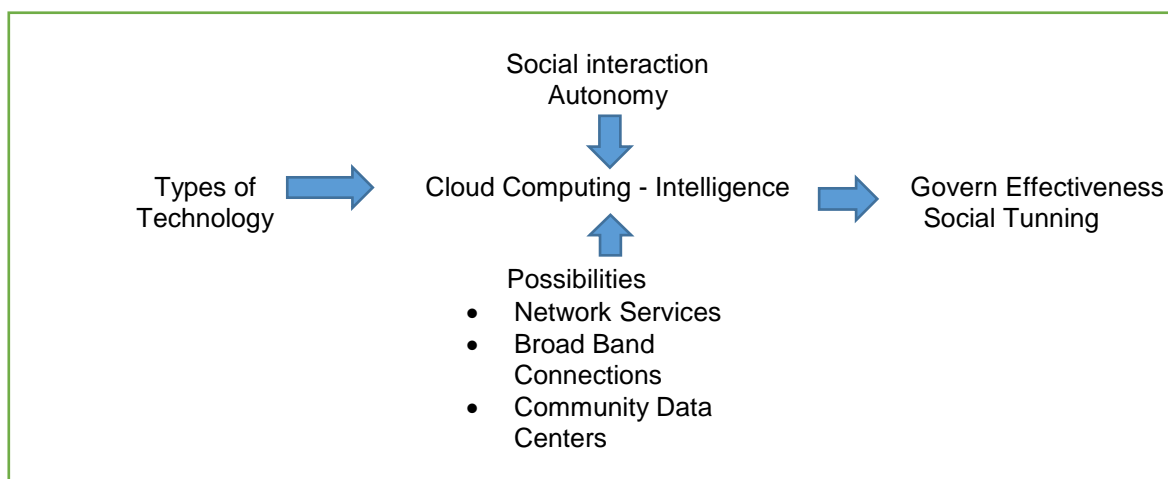 Social interaction
Autonomy
Types of
Technology
Cloud Computing - Intelligence
Govern Effectiveness
Social Tunning
Possibilities
• Network Services
• Broad Band
Connections
• Community Data
Centers